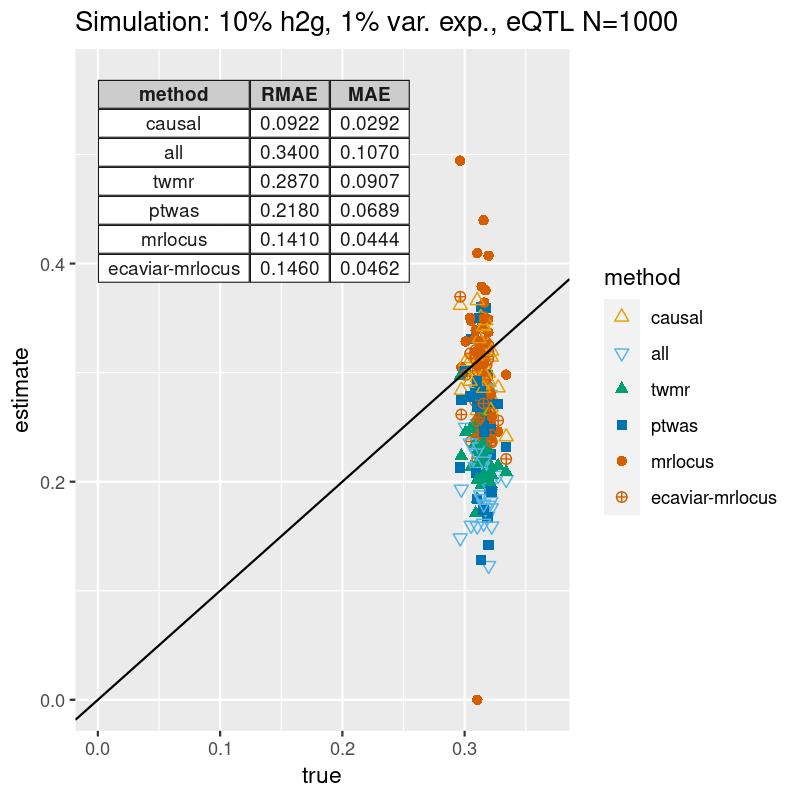 Simulation: 10% h2g, 1% var. exp., eQTL N=1000
method RMAE MAE
causal 0.0922 0.0292
all 0.3400 0.1070
twmr 0.2870 0.0907
ptwas 0.2180 0.0689
mrlocus 0.1410 0.0444
ecaviar-mrlocus 0.1460 0.0462
estimate
0.4
0.2
0.0
0.0 0.1 0.2 0.3
true
method
causal
all
twmr
ptwas
mrlocus
ecaviar-mrlocus